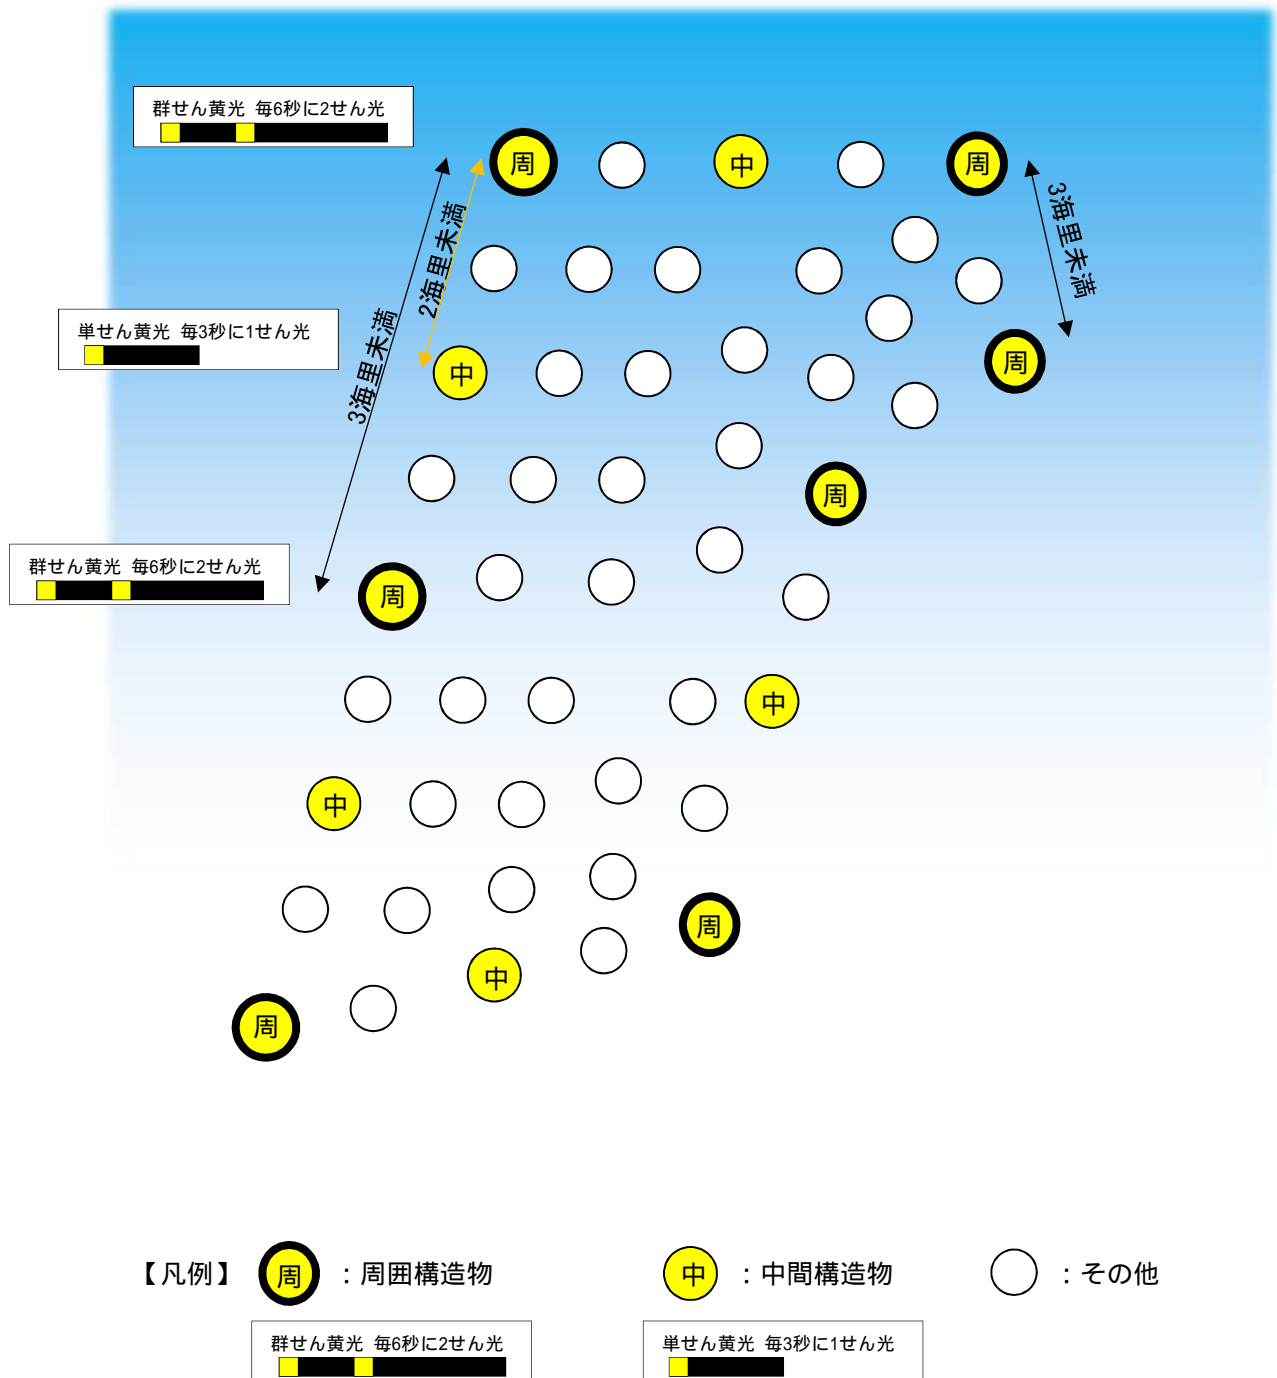 群せん黄光 毎6秒に2せん光
周
中
周
3海里未満
2海里未満
3海里未満
単せん黄光 毎3秒に1せん光
中
周
周
群せん黄光 毎6秒に2せん光
周
中
中
周
中
周
【凡例】 周 : 周囲構造物 中 : 中間構造物 : その他
群せん黄光 毎6秒に2せん光 単せん黄光 毎3秒に1せん光